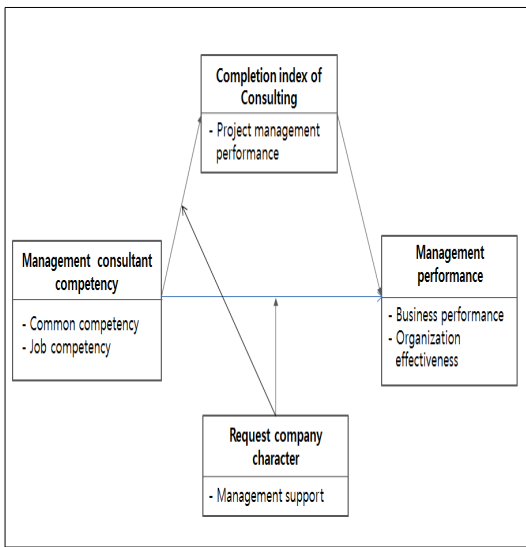 Completion index of
Consulting
- Project management
performance
Management consultant
competency
- Common competency
- Job competency
Management
performance
- Business performance
- Organization
effectiveness
Request company
character
- Management support